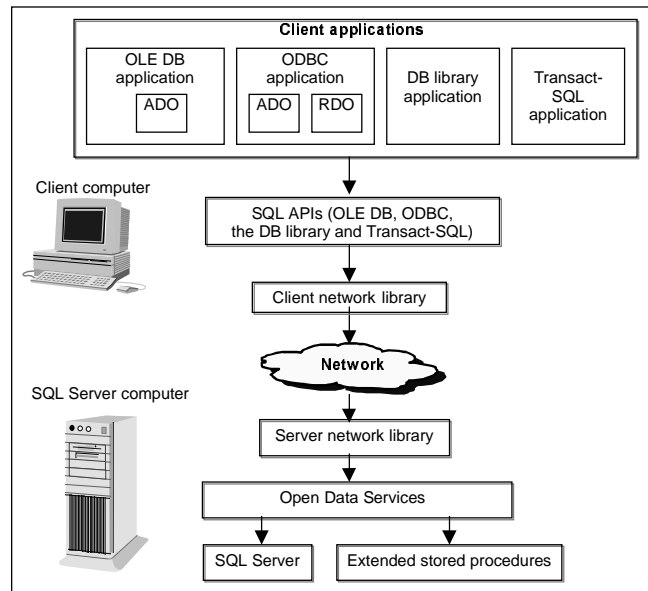 Client applications
OLE DB
application
ADO
ODBC
application
ADO
RDO
DB library
application
Transact-
SQL
application
Client computer
SQL APIs (OLE DB, ODBC,
the DB library and Transact-SQL)
Client network library
Network
SQL Server computer
Server network library
Open Data Services
SQL Server
Extended stored procedures